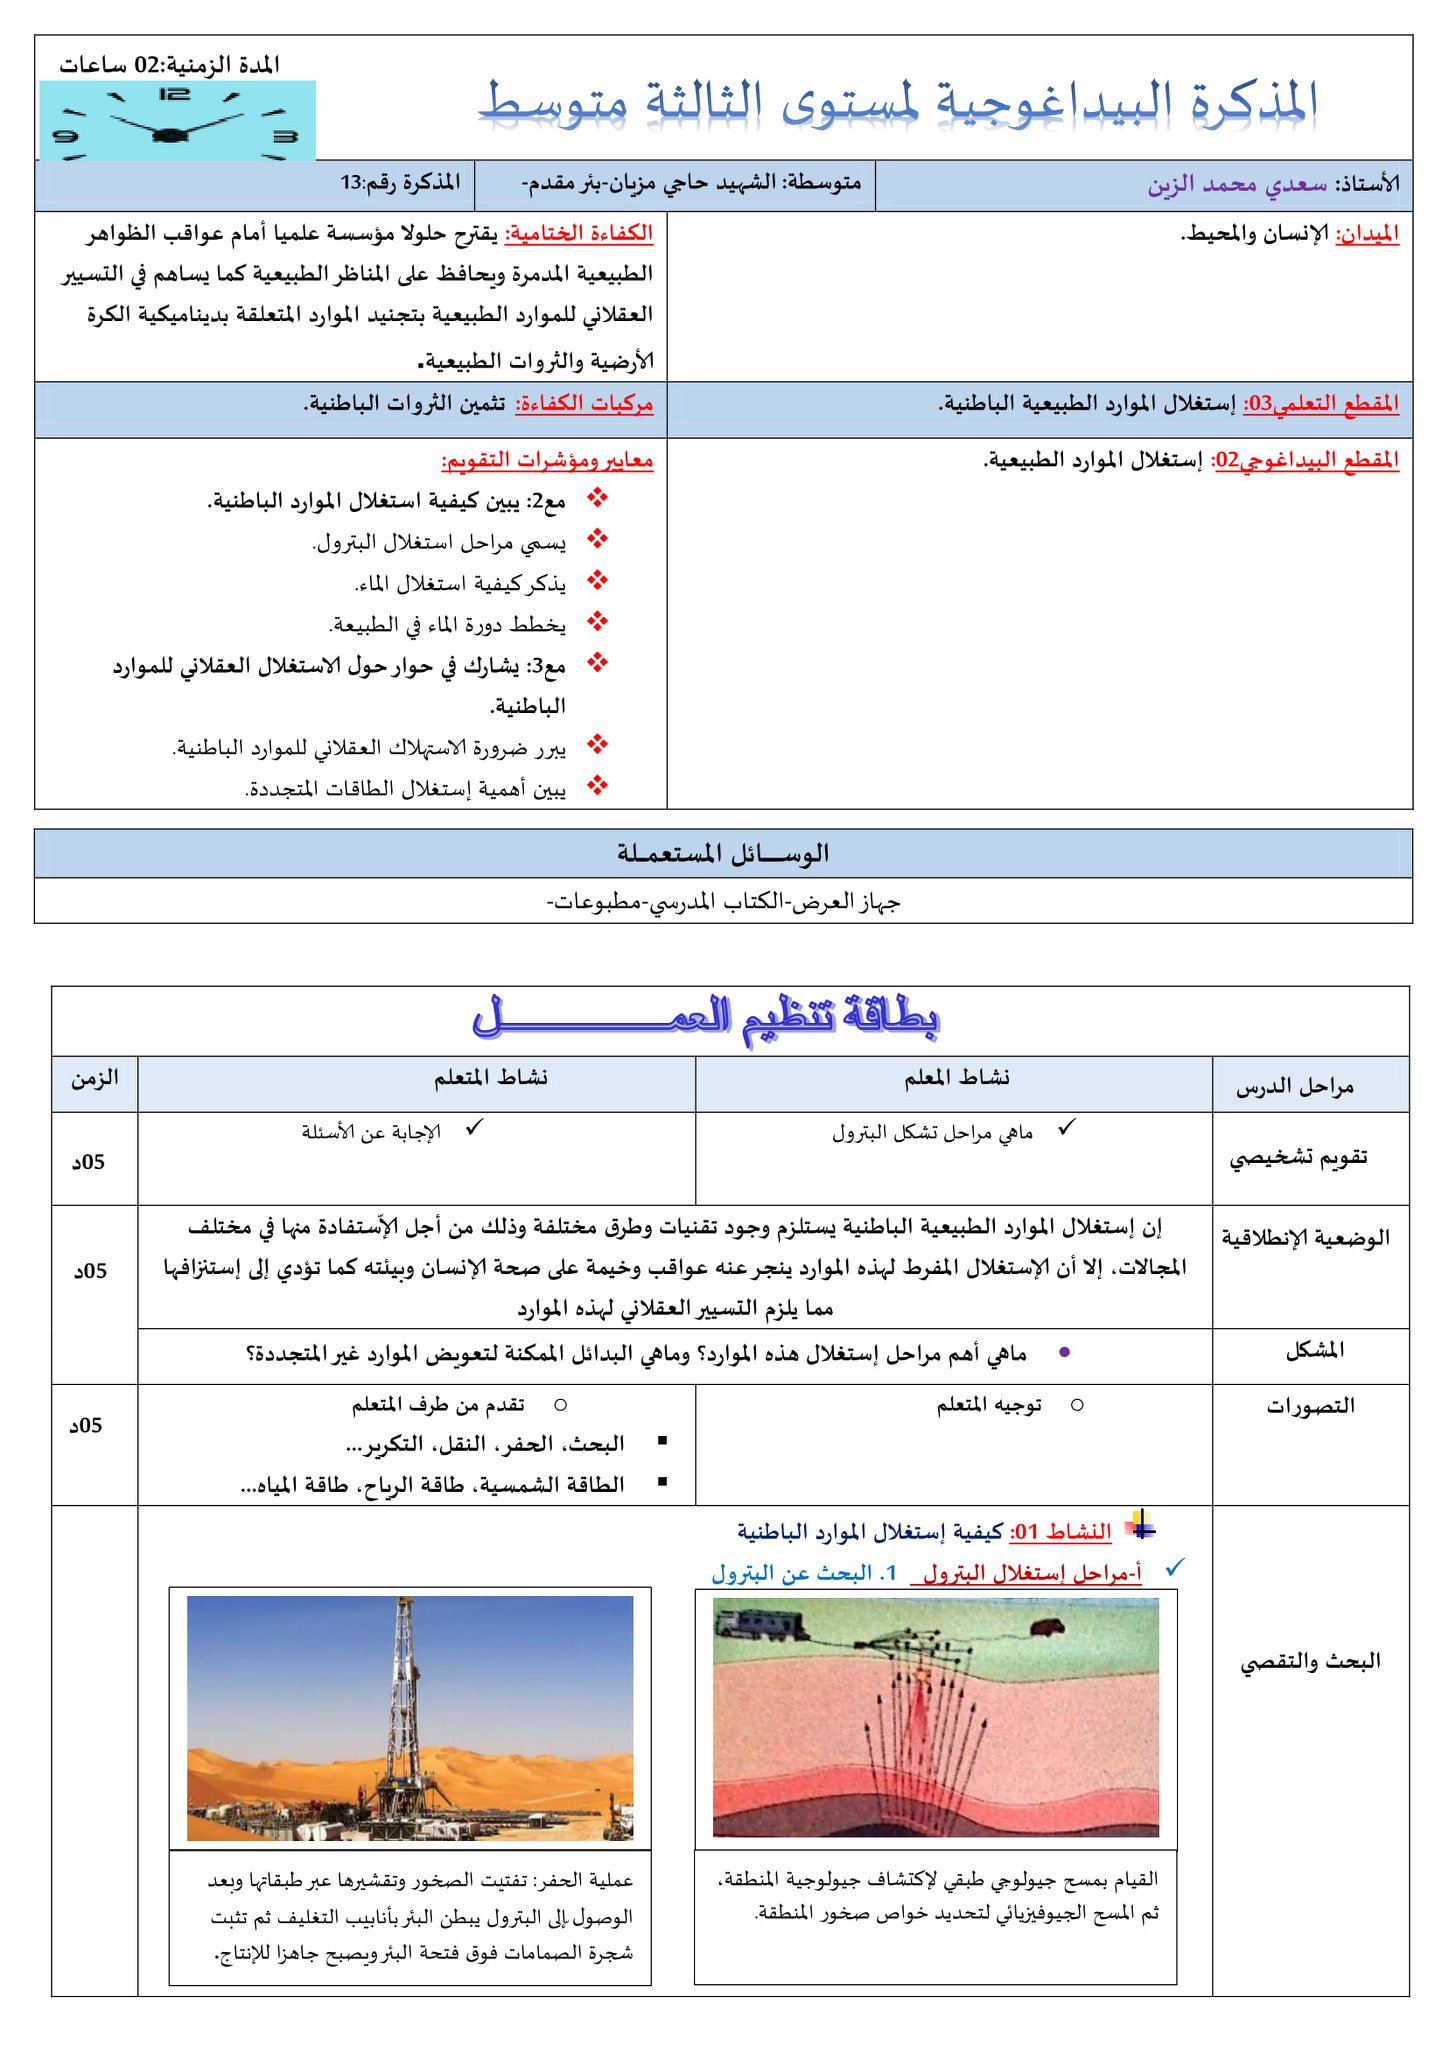 المدة الزمنية:02 ساعات
12
9 3
المذكرة البيداغوجية لمستوى الثالثة متوسط
الأستاذ: سعدي محمد الزين
متوسطة: الشهيد حاجي مزيان-بئر مقدم-
المذكرة رقم:13
الميدان: الإنسان والمحيط.
الكفاءة الختامية: يقترح حلولا مؤسسة علميا أمام عواقب الظواهر
الطبيعية المدمرة ويحافظ على المناظر الطبيعية كما يساهم في التسيير
العقلاني للموارد الطبيعية بتجنيد الموارد المتعلقة بديناميكية الكرة
الأرضية والثروات الطبيعية.
المقطع التعلمي03: إستغلال الموارد الطبيعية الباطنية.
مركبات الكفاءة: تثمين الثروات الباطنية.
المقطع البيداغوجي02: إستغلال الموارد الطبيعية.
معايير ومؤشرات التقويم:
❖ مع2: يبين كيفية استغلال الموارد الباطنية.
❖ يسمي مراحل استغلال البترول.
❖ يذكر كيفية استغلال الماء.
❖ يخطط دورة الماء في الطبيعة.
❖ مع3: يشارك في حوار حول الاستغلال العقلاني للموارد
الباطنية.
❖ يبرر ضرورة الاستهلاك العقلاني للموارد الباطنية.
❖ يبين أهمية إستغلال الطاقات المتجددة.
الوســـائل المستعمـلة
جهاز العرض-الكتاب المدرسي-مطبوعات-
بطاقة تنظيم العمــــــــــــــل
مراحل الدرس
نشاط المعلم
نشاط المتعلم
الزمن
تقويم تشخيصي
✓ ماهي مراحل تشكل البترول
✓ الإجابة عن الأسئلة
05د
الوضعية الإنطلاقية
إن إستغلال الموارد الطبيعية الباطنية يستلزم وجود تقنيات وطرق مختلفة وذلك من أجل الإّستفادة منها في مختلف
المجالات، إلا أن الإستغلال المفرط لهذه الموارد ينجر عنه عواقب وخيمة على صحة الإنسان وبيئته كما تؤدي إلى إستنزافها
مما يلزم التسيير العقلاني لهذه الموارد
05د
المشكل
• ماهي أهم مراحل إستغلال هذه الموارد؟ وماهي البدائل الممكنة لتعويض الموارد غير المتجددة؟
التصورات
o توجيه المتعلم
o تقدم من طرف المتعلم
▪ البحث، الحفر، النقل، التكرير...
▪ الطاقة الشمسية، طاقة الرياح، طاقة المياه...
05د
البحث والتقصي
النشاط 01: كيفية إستغلال الموارد الباطنية
✓ أ-مراحل إستغلال البترول 1. البحث عن البترول
القيام بمسح جيولوجي طبقي لإكتشاف جيولوجية المنطقة،
ثم المسح الجيوفيزيائي لتحديد خواص صخور المنطقة.
عملية الحفر: تفتيت الصخور وتقشيرها عبر طبقاتها وبعد
الوصول إلى البترول يبطن البئر بأنابيب التغليف ثم تثبت
شجرة الصمامات فوق فتحة البئر ويصبح جاهزا للإنتاج.